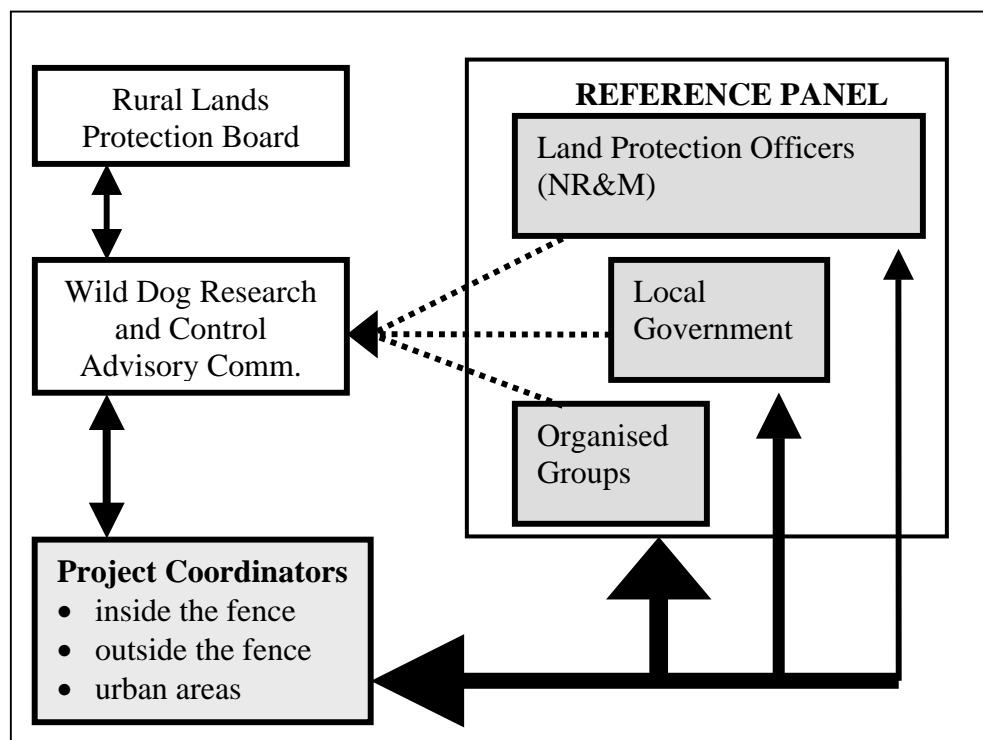 Rural Lands
Protection Board
Wild Dog Research
and Control
Advisory Comm.
Project Coordinators
• inside the fence
• outside the fence
• urban areas
REFERENCE PANEL
Land Protection Officers
(NR&M)
Local
Government
Organised
Groups